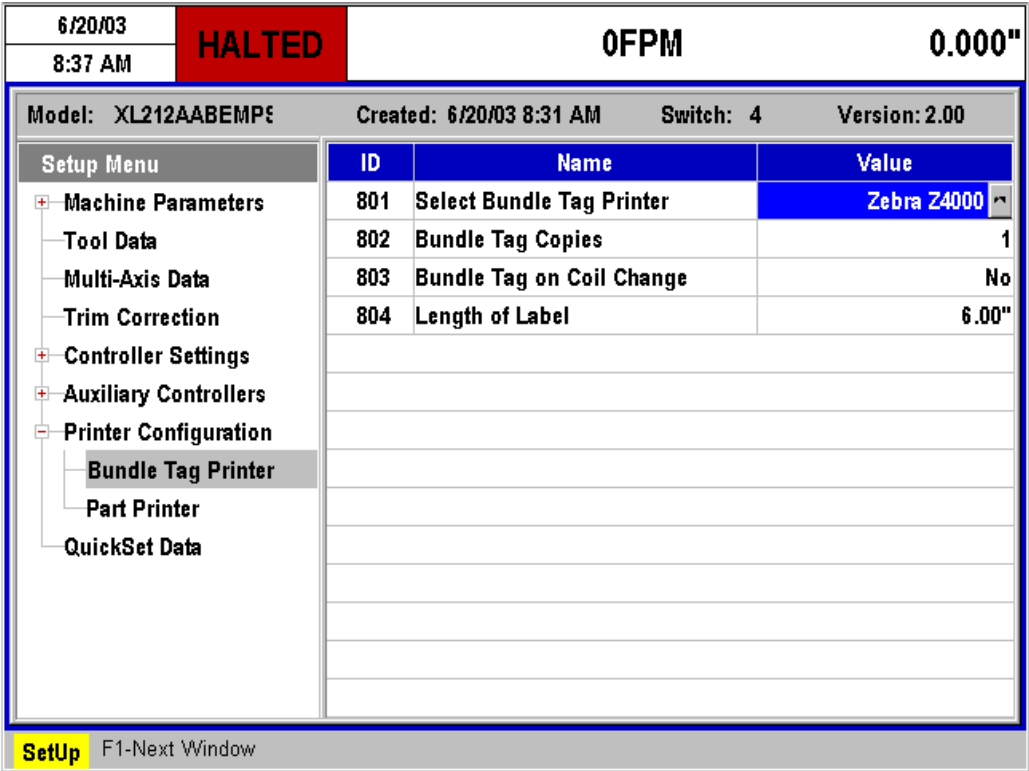 6/20/03
8:37 AM
HALTED
0FPM
0.000"
Model: XL212AABEMPS Created: 6/20/03 8:31 AM Switch: 4 Version: 2.00
Setup Menu
Machine Parameters
Tool Data
Multi-Axis Data
Trim Correction
Controller Settings
Auxiliary Controllers
Printer Configuration
Bundle Tag Printer
Part Printer
QuickSet Data
ID Name Value
801 Select Bundle Tag Printer Zebra Z4000
802 Bundle Tag Copies 1
803 Bundle Tag on Coil Change No
804 Length of Label 6.00"
SetUp F1-Next Window